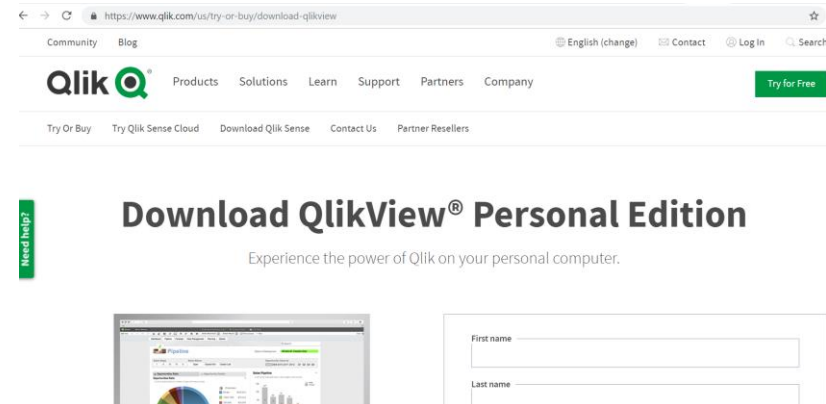 https://www.qlik.com/us/try-or-buy/download-qlikview
Community Blog English (change) Contact Log In Search
Qlik Products Solutions Learn Support Partners Company Try for Free
Try Or Buy Try Qlik Sense Cloud Download Qlik Sense Contact Us Partner Resellers
Need help?
Download QlikView® Personal Edition
Experience the power of Qlik on your personal computer.
First name
Pipeline
Last name